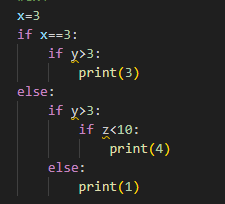 x=3
if x==3:
    if y>3:
        print(3)
else:
    if y>3:
        if z<10:
            print(4)
    else:
        print(1)